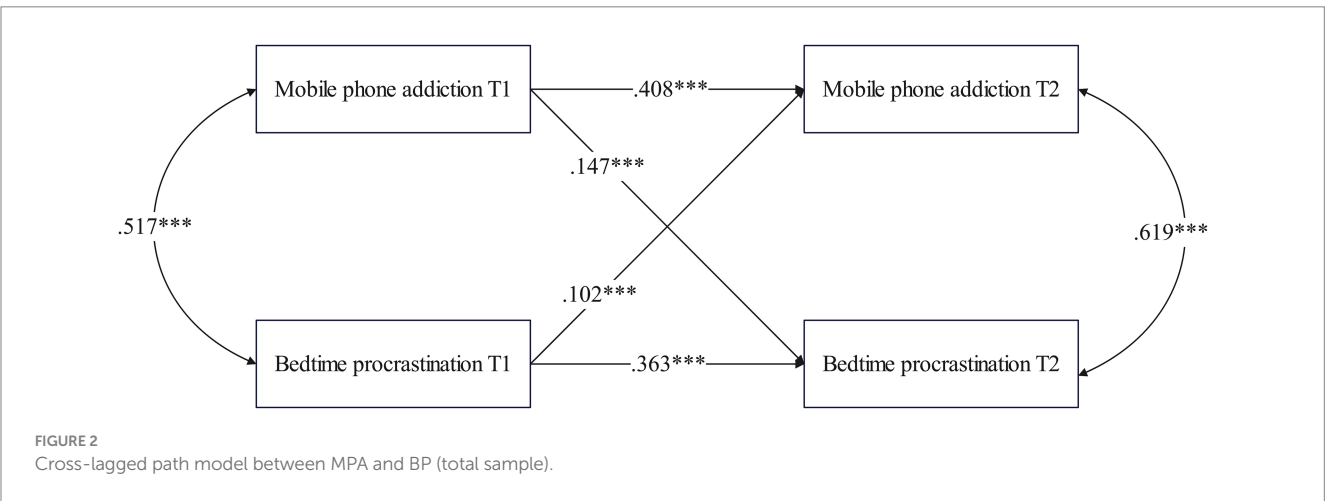 Mobile phone addiction T1
.408***
Mobile phone addiction T2
.147***
.517***
.619***
.102***
Bedtime procrastination T1
.363***
Bedtime procrastination T2
FIGURE 2
Cross-lagged path model between MPA and BP (total sample).